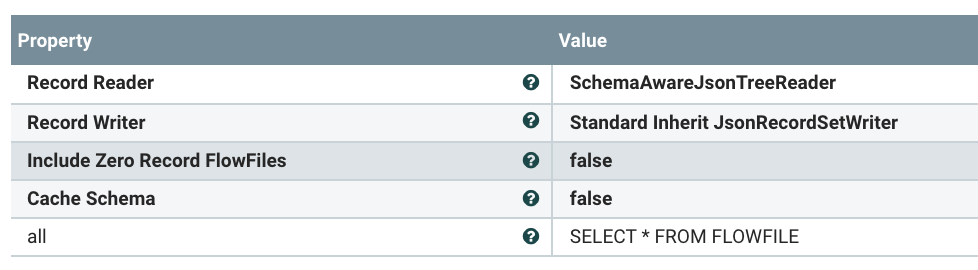 Property Value
Record Reader ? SchemaAwareJsonTreeReader
Record Writer ? Standard Inherit JsonRecordSetWriter
Include Zero Record FlowFiles ? false
Cache Schema ? false
all ? SELECT * FROM FLOWFILE